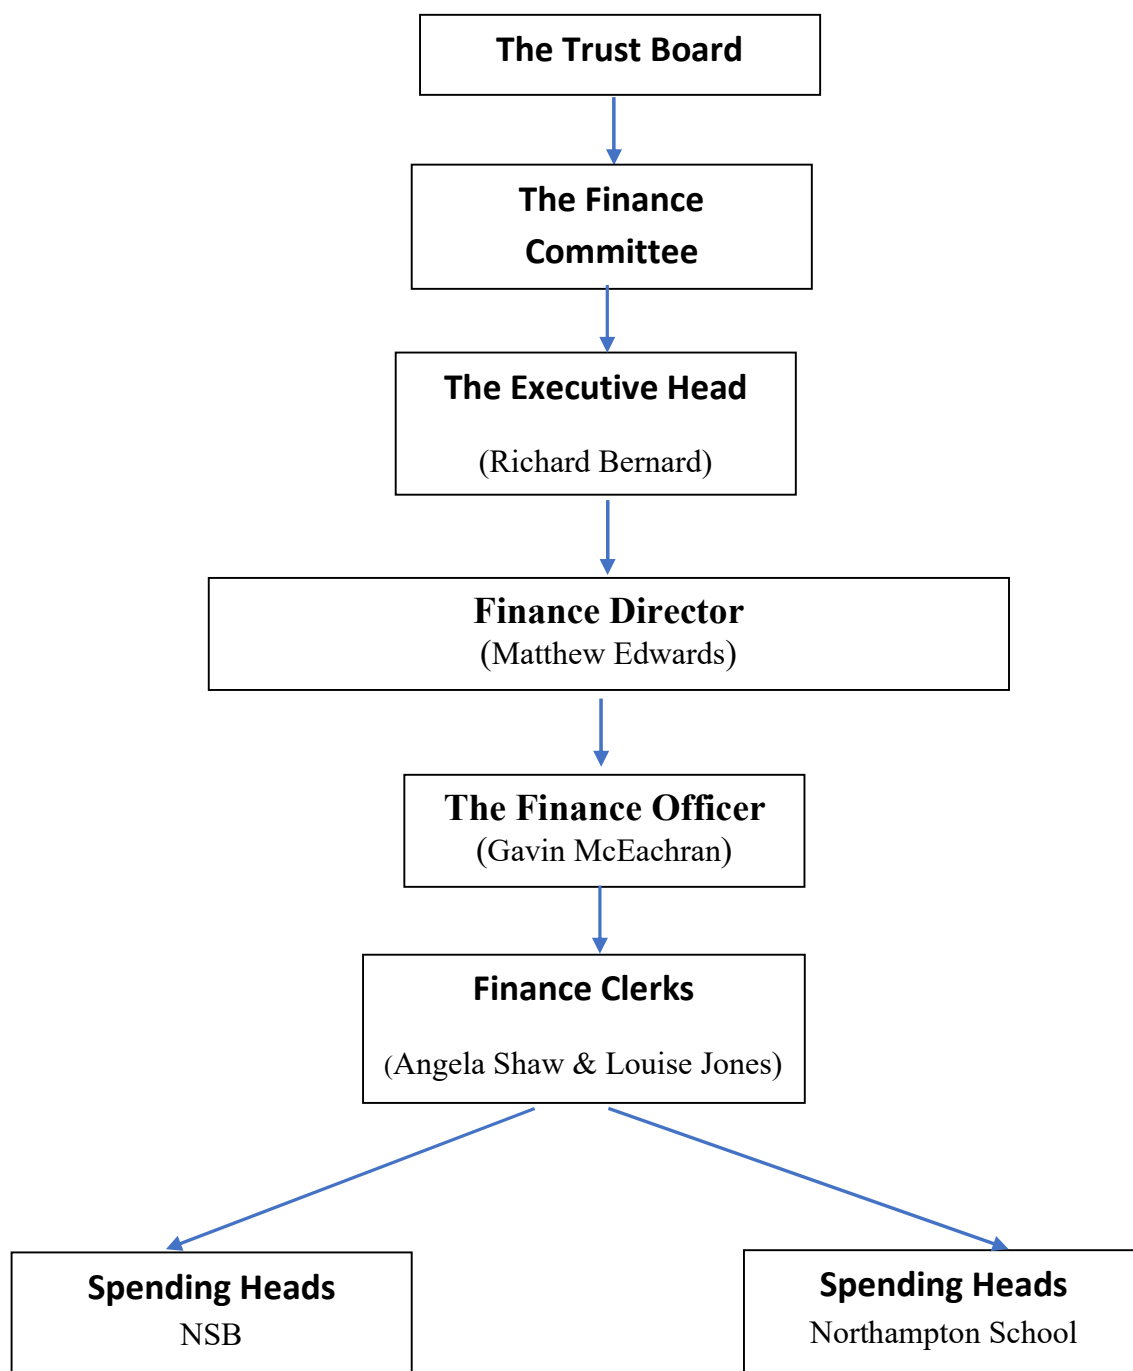 The Trust Board
The Finance
Committee
The Executive Head
(Richard Bernard)
Finance Director
(Matthew Edwards)
The Finance Officer
(Gavin McEachran)
Finance Clerks
(Angela Shaw & Louise Jones)
Spending Heads
NSB
Spending Heads
Northampton School